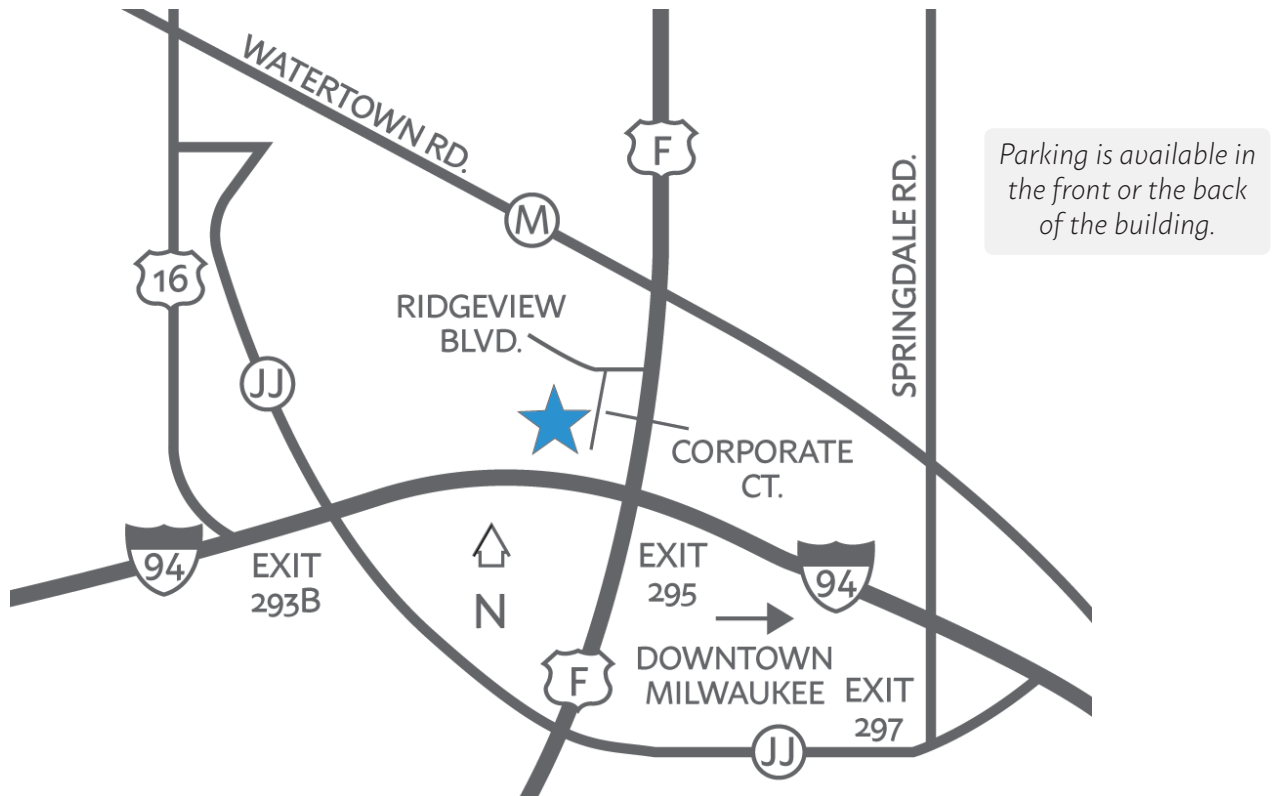 WATERTOWN RD.
F
SPRINGDALE RD.
Parking is available in
the front or the back
of the building.
M
16
RIDGEVIEW
BLVD.
JJ
CORPORATE
CT.
94
EXIT
293B
N
EXIT
295
94
F
DOWNTOWN
MILWAUKEE
EXIT
297
JJ